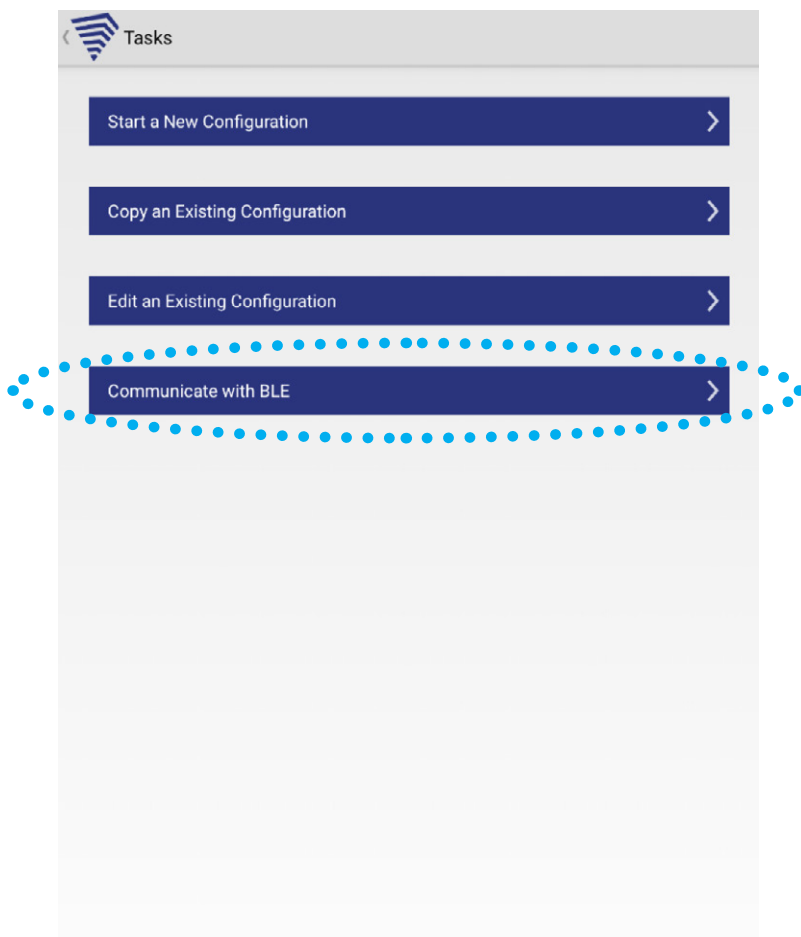 Tasks
Start a New Configuration
Copy an Existing Configuration
Edit an Existing Configuration
Communicate with BLE